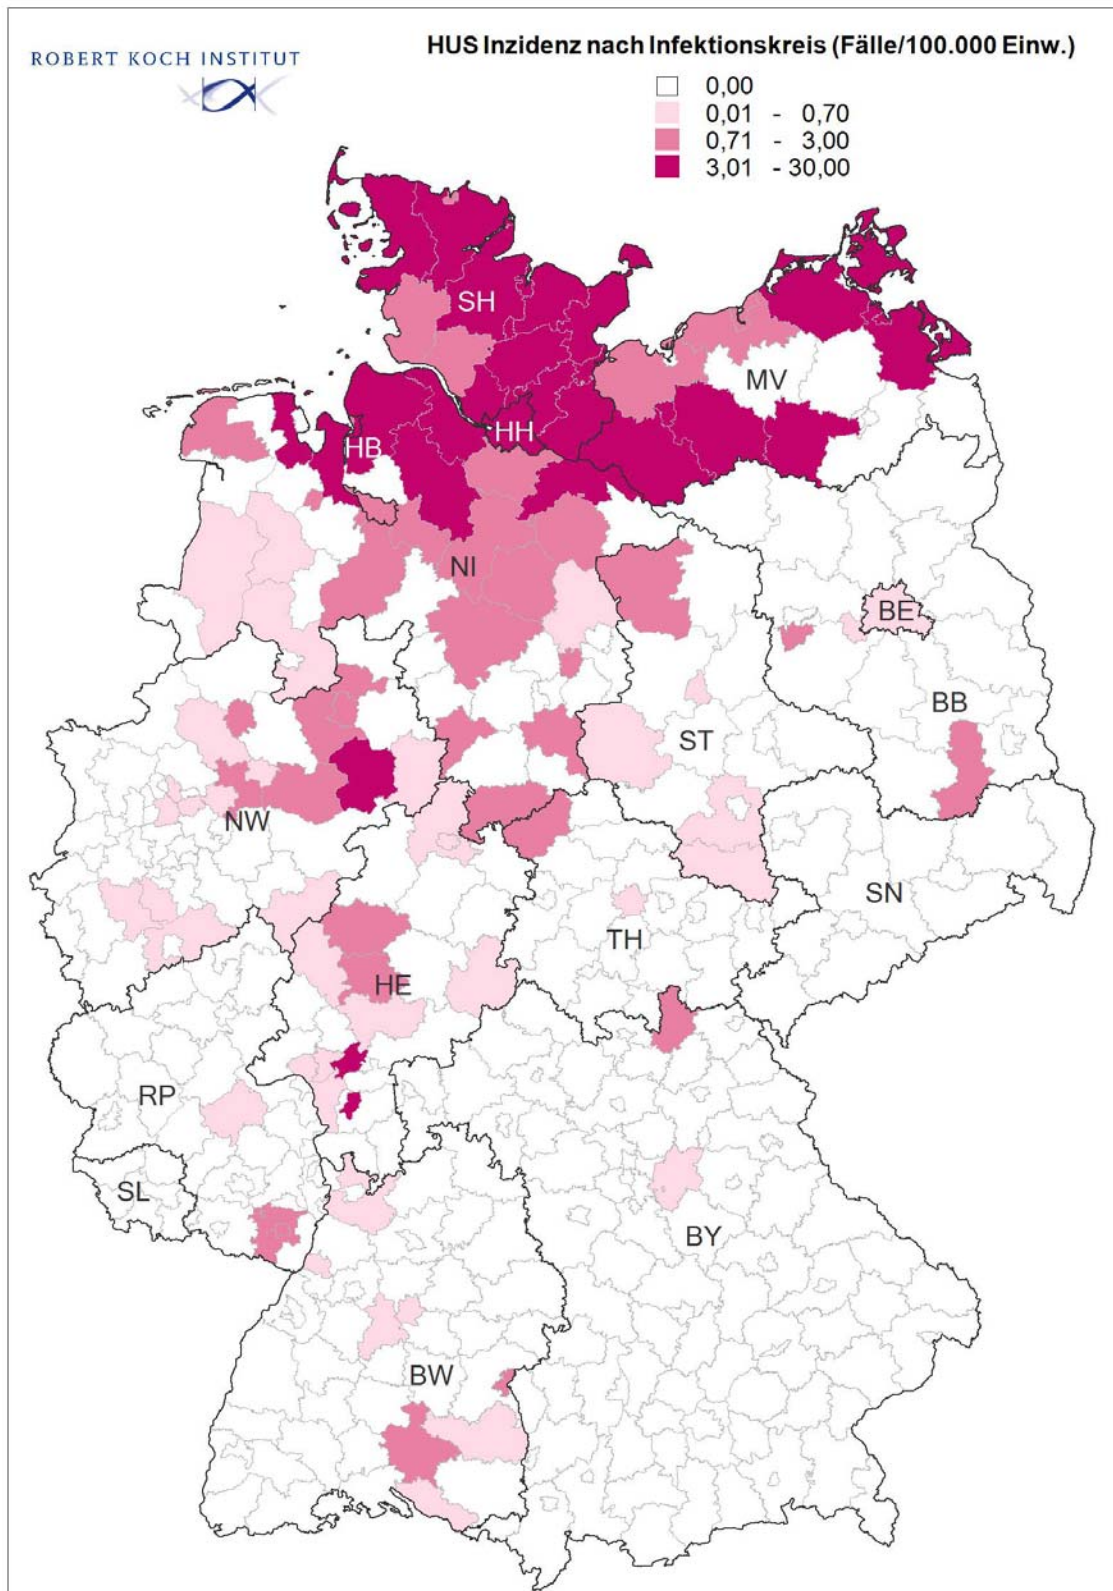 ROBERT KOCH INSTITUT
HUS Inzidenz nach Infektionskreis (Fälle/100.000 Einw.)
0,00
0,01 - 0,70
0,71 - 3,00
3,01 - 30,00
SH
MV
HH
HB
NI
BE
BB
ST
NW
SN
TH
HE
RP
SL
BY
BW